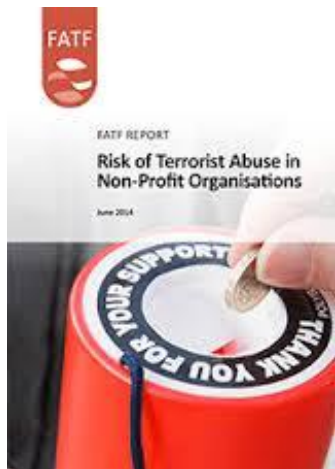 FATF
FATF REPORT
Risk of Terrorist Abuse in
Non-Profit Organisations
June 2014
THANK YOU FOR YOUR SUPPORT